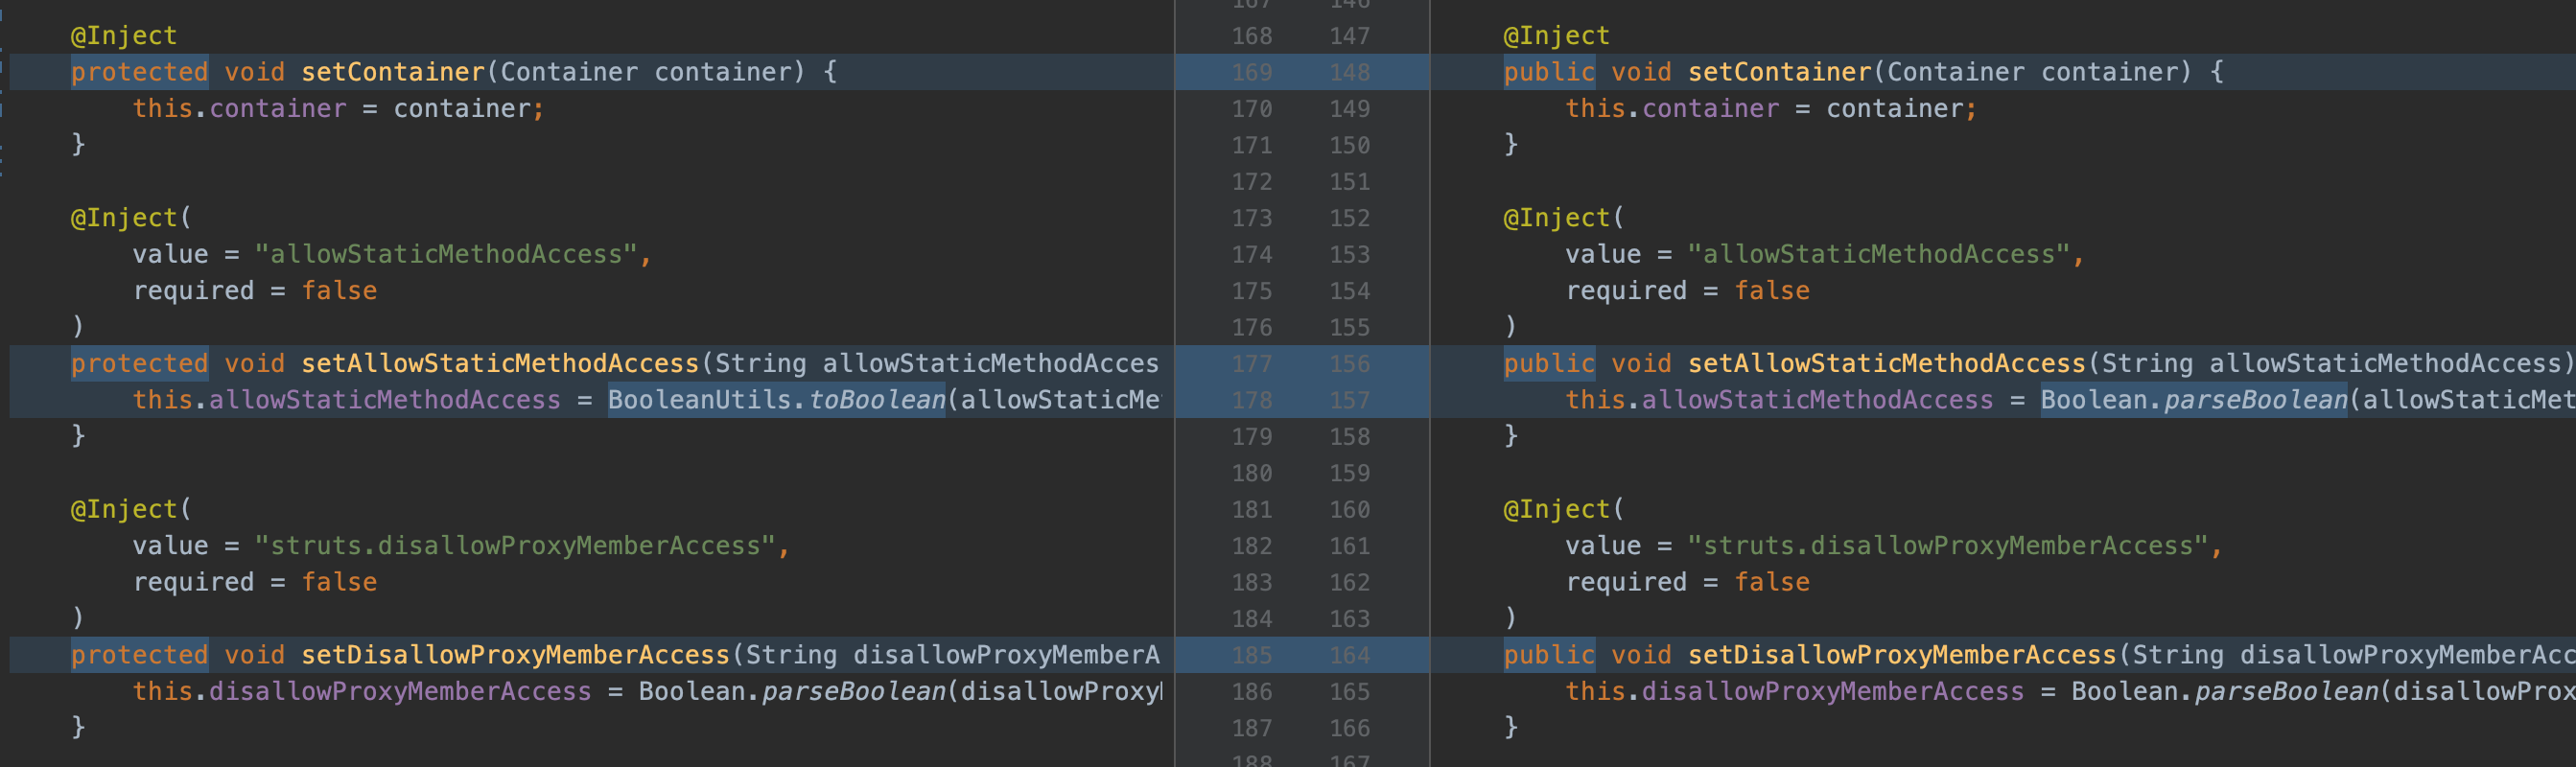 167 146
@Inject 168 147 @Inject
protected void setContainer(Container container) { 169 148 public void setContainer(Container container) {
this.container = container; 170 149 this.container = container;
} 171 150 }
172 151
@Inject( 173 152 @Inject(
value = "allowStaticMethodAccess", 174 153 value = "allowStaticMethodAccess",
required = false 175 154 required = false
) 176 155 )
protected void setAllowStaticMethodAccess(String allowStaticMethodAcces 177 156 public void setAllowStaticMethodAccess(String allowStaticMethodAccess)
this.allowStaticMethodAccess = BooleanUtils.toBoolean(allowStaticMe 178 157 this.allowStaticMethodAccess = Boolean.parseBoolean(allowStaticMet
} 179 158 }
180 159
@Inject( 181 160 @Inject(
value = "struts.disallowProxyMemberAccess", 182 161 value = "struts.disallowProxyMemberAccess",
required = false 183 162 required = false
) 184 163 )
protected void setDisallowProxyMemberAccess(String disallowProxyMemberA 185 164 public void setDisallowProxyMemberAccess(String disallowProxyMemberAcc
this.disallowProxyMemberAccess = Boolean.parseBoolean(disallowProxy 186 165 this.disallowProxyMemberAccess = Boolean.parseBoolean(disallowProx
} 187 166 }
188 167